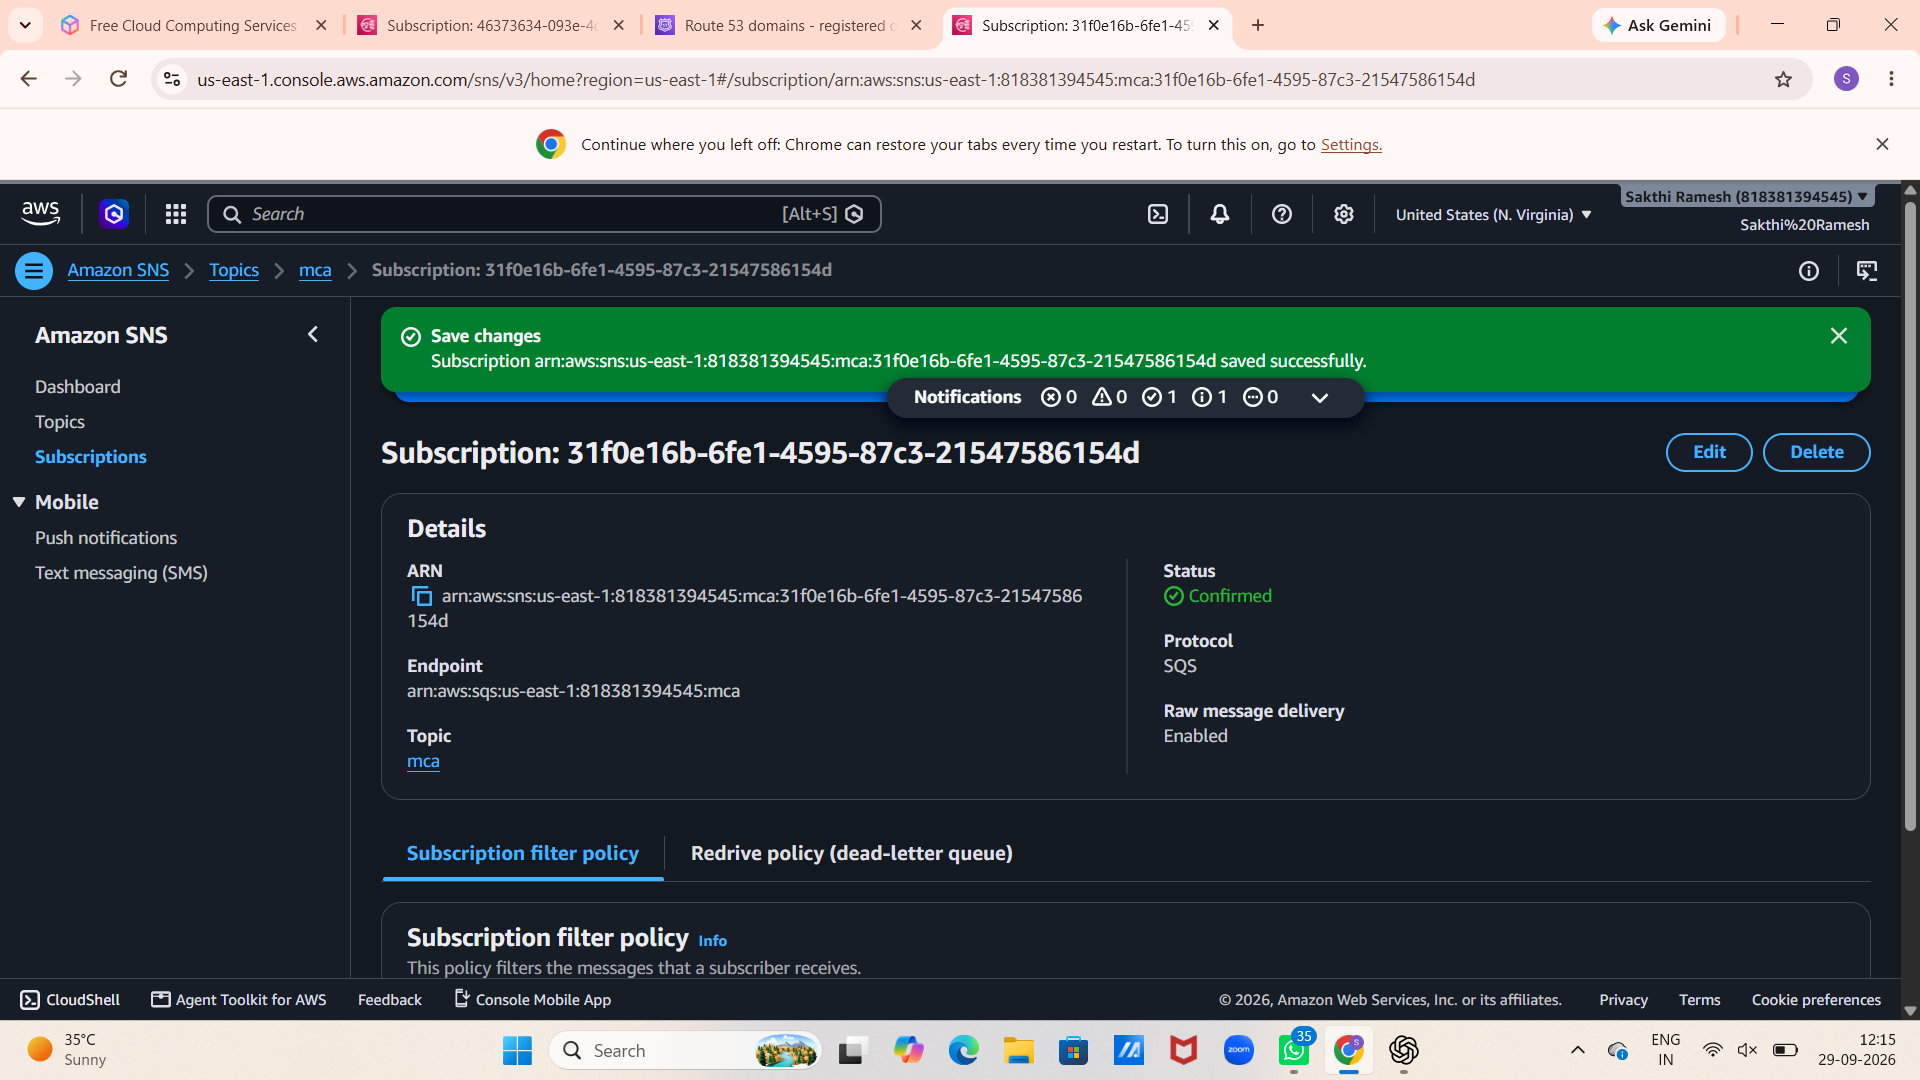 Free Cloud Computing Services
Subscription: 46373634-093e-4
Route 53 domains - registered
Subscription: 31f0e16b-6fe1-459
Ask Gemini
us-east-1.console.aws.amazon.com/sns/v3/home?region=us-east-1#/subscription/arn:aws:sns:us-east-1:818381394545:mca:31f0e16b-6fe1-4595-87c3-21547586154d
S
Continue where you left off: Chrome can restore your tabs every time you restart. To turn this on, go to Settings.
aws
Search
[Alt+S]
United States (N. Virginia)
Sakthi Ramesh (818381394545)
Sakthi%20Ramesh
Amazon SNS
Topics
mca
Subscription: 31f0e16b-6fe1-4595-87c3-21547586154d
Amazon SNS
Dashboard
Topics
Subscriptions
Mobile
Push notifications
Text messaging (SMS)
Save changes
Subscription arn:aws:sns:us-east-1:818381394545:mca:31f0e16b-6fe1-4595-87c3-21547586154d saved successfully.
Notifications 0 0 1 1 0
Subscription: 31f0e16b-6fe1-4595-87c3-21547586154d
Edit
Delete
Details
ARN
arn:aws:sns:us-east-1:818381394545:mca:31f0e16b-6fe1-4595-87c3-21547586
154d
Endpoint
arn:aws:sqs:us-east-1:818381394545:mca
Topic
mca
Status
Confirmed
Protocol
SQS
Raw message delivery
Enabled
Subscription filter policy
Redrive policy (dead-letter queue)
Subscription filter policy Info
This policy filters the messages that a subscriber receives.
CloudShell
Agent Toolkit for AWS
Feedback
Console Mobile App
© 2026, Amazon Web Services, Inc. or its affiliates.
Privacy
Terms
Cookie preferences
35°C
Sunny
Search
zoom
35
S
ENG
IN
12:15
29-09-2026